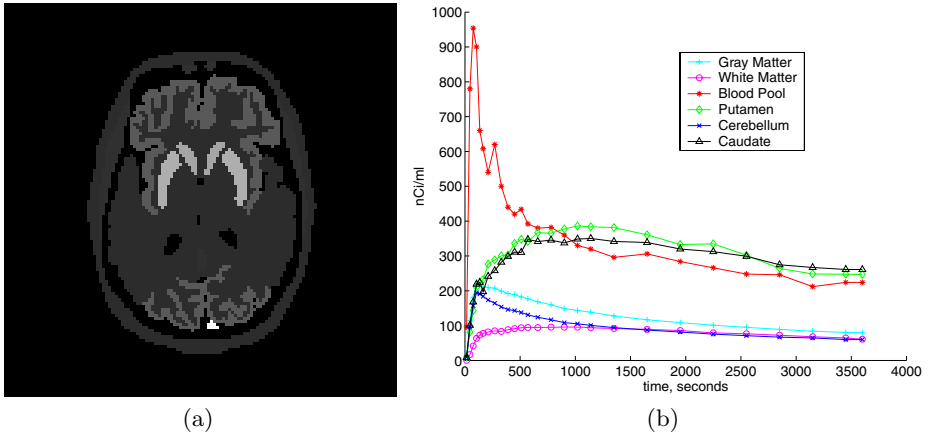 1000
900
800
700
600
500
400
300
200
100
0
nCi/ml
Gray Matter
White Matter
Blood Pool
Putamen
Cerebellum
Caudate
0 500 1000 1500 2000 2500 3000 3500 4000
time, seconds
(a) (b)